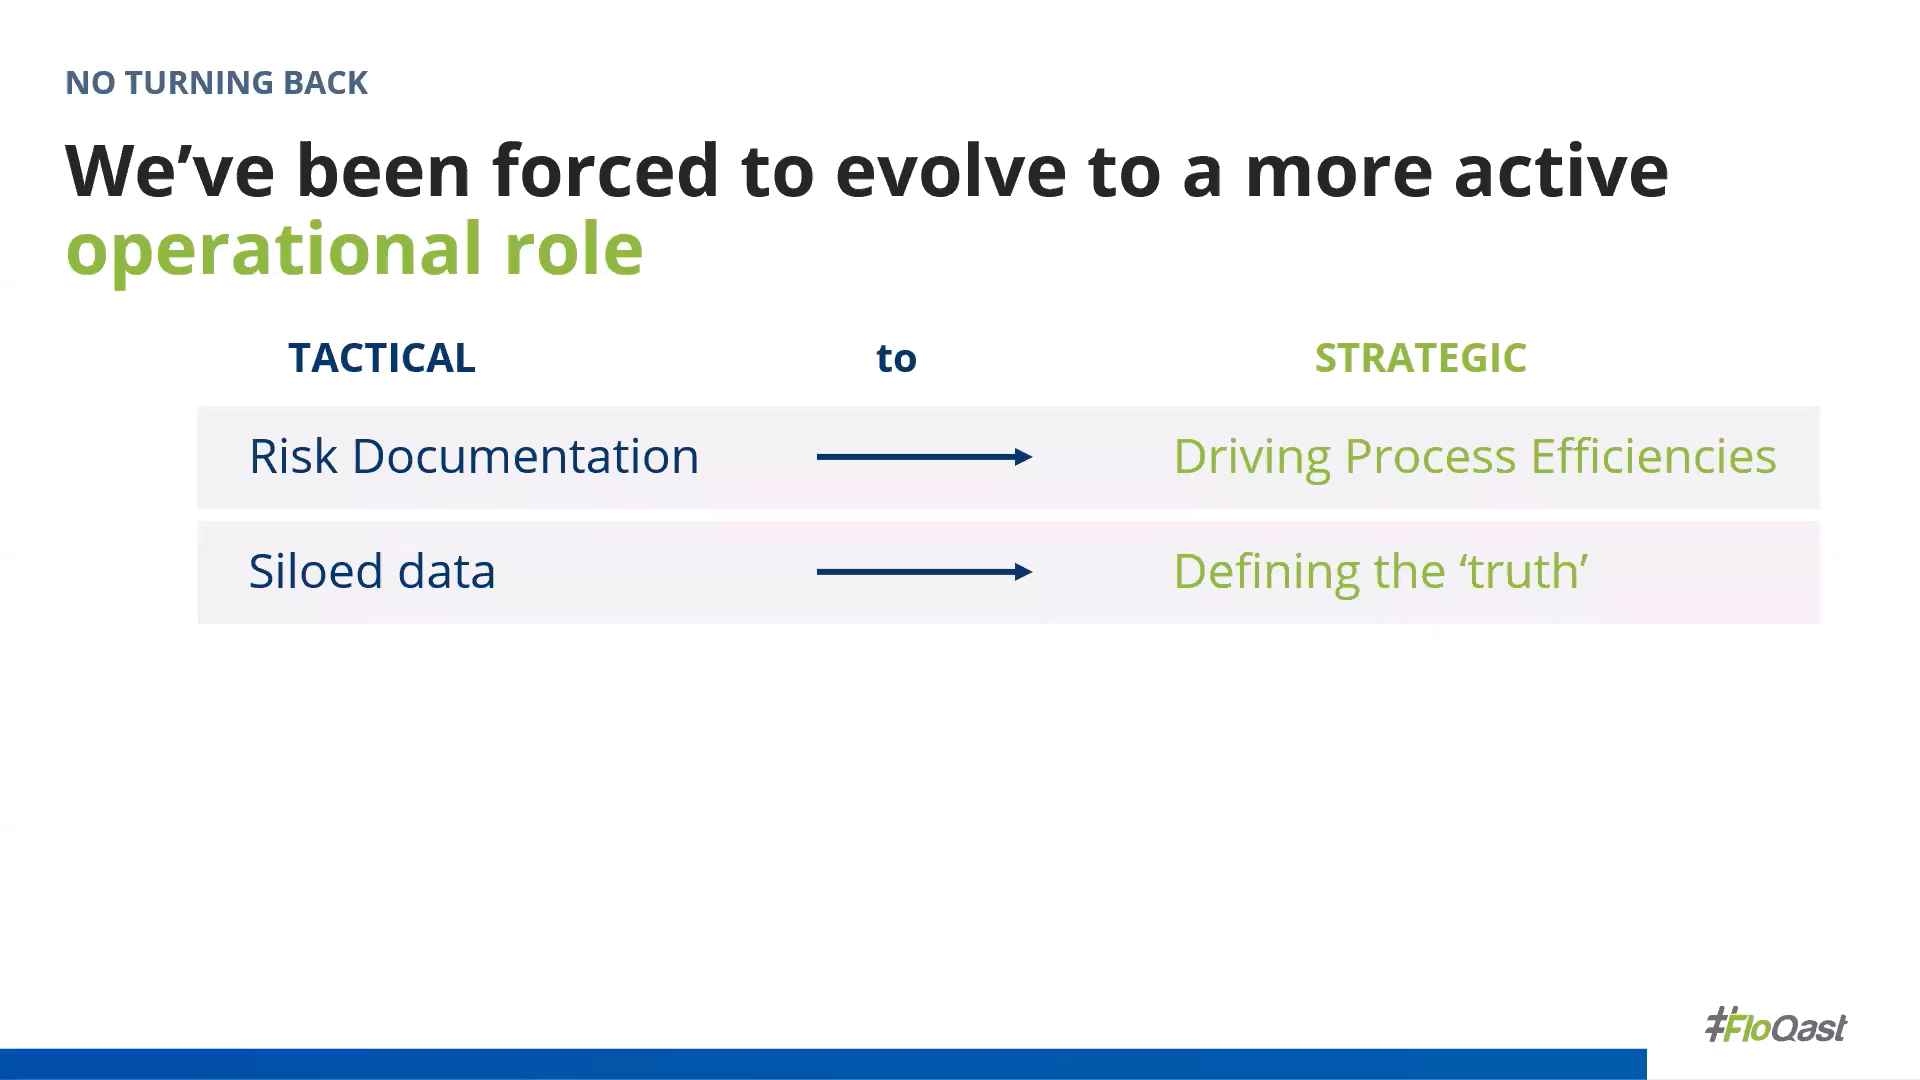 NO TURNING BACK
We’ve been forced to evolve to a more active
operational role
TACTICAL to STRATEGIC
Risk Documentation Driving Process Efficiencies
Siloed data Defining the ‘truth’
#FloQast